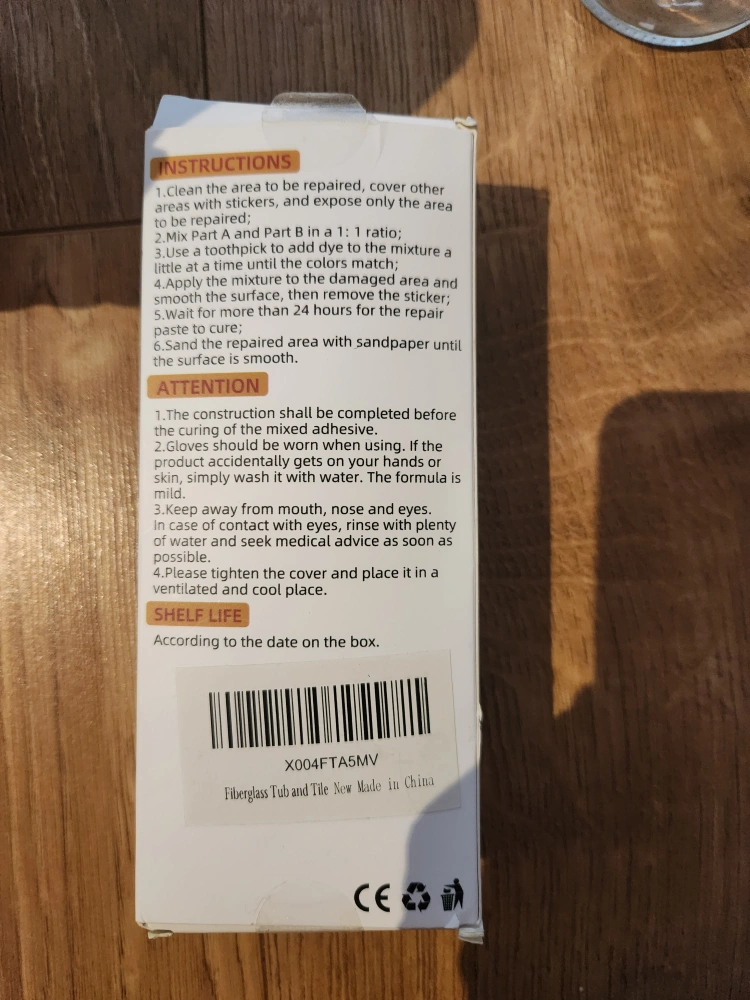 INSTRUCTIONS
1.Clean the area to be repaired, cover other
areas with stickers, and expose only the area
to be repaired;
2.Mix Part A and Part B in a 1: 1 ratio;
3.Use a toothpick to add dye to the mixture a
little at a time until the colors match;
4.Apply the mixture to the damaged area and
smooth the surface, then remove the sticker;
5.Wait for more than 24 hours for the repair
paste to cure;
6.Sand the repaired area with sandpaper until
the surface is smooth.
ATTENTION
1.The construction shall be completed before
the curing of the mixed adhesive.
2.Gloves should be worn when using. If the
product accidentally gets on your hands or
skin, simply wash it with water. The formula is
mild.
3.Keep away from mouth, nose and eyes.
In case of contact with eyes, rinse with plenty
of water and seek medical advice as soon as
possible.
4.Please tighten the cover and place it in a
ventilated and cool place.
SHELF LIFE
According to the date on the box.
X004FTA5MV
Fiberglass Tub and Tile New Made in China
CE